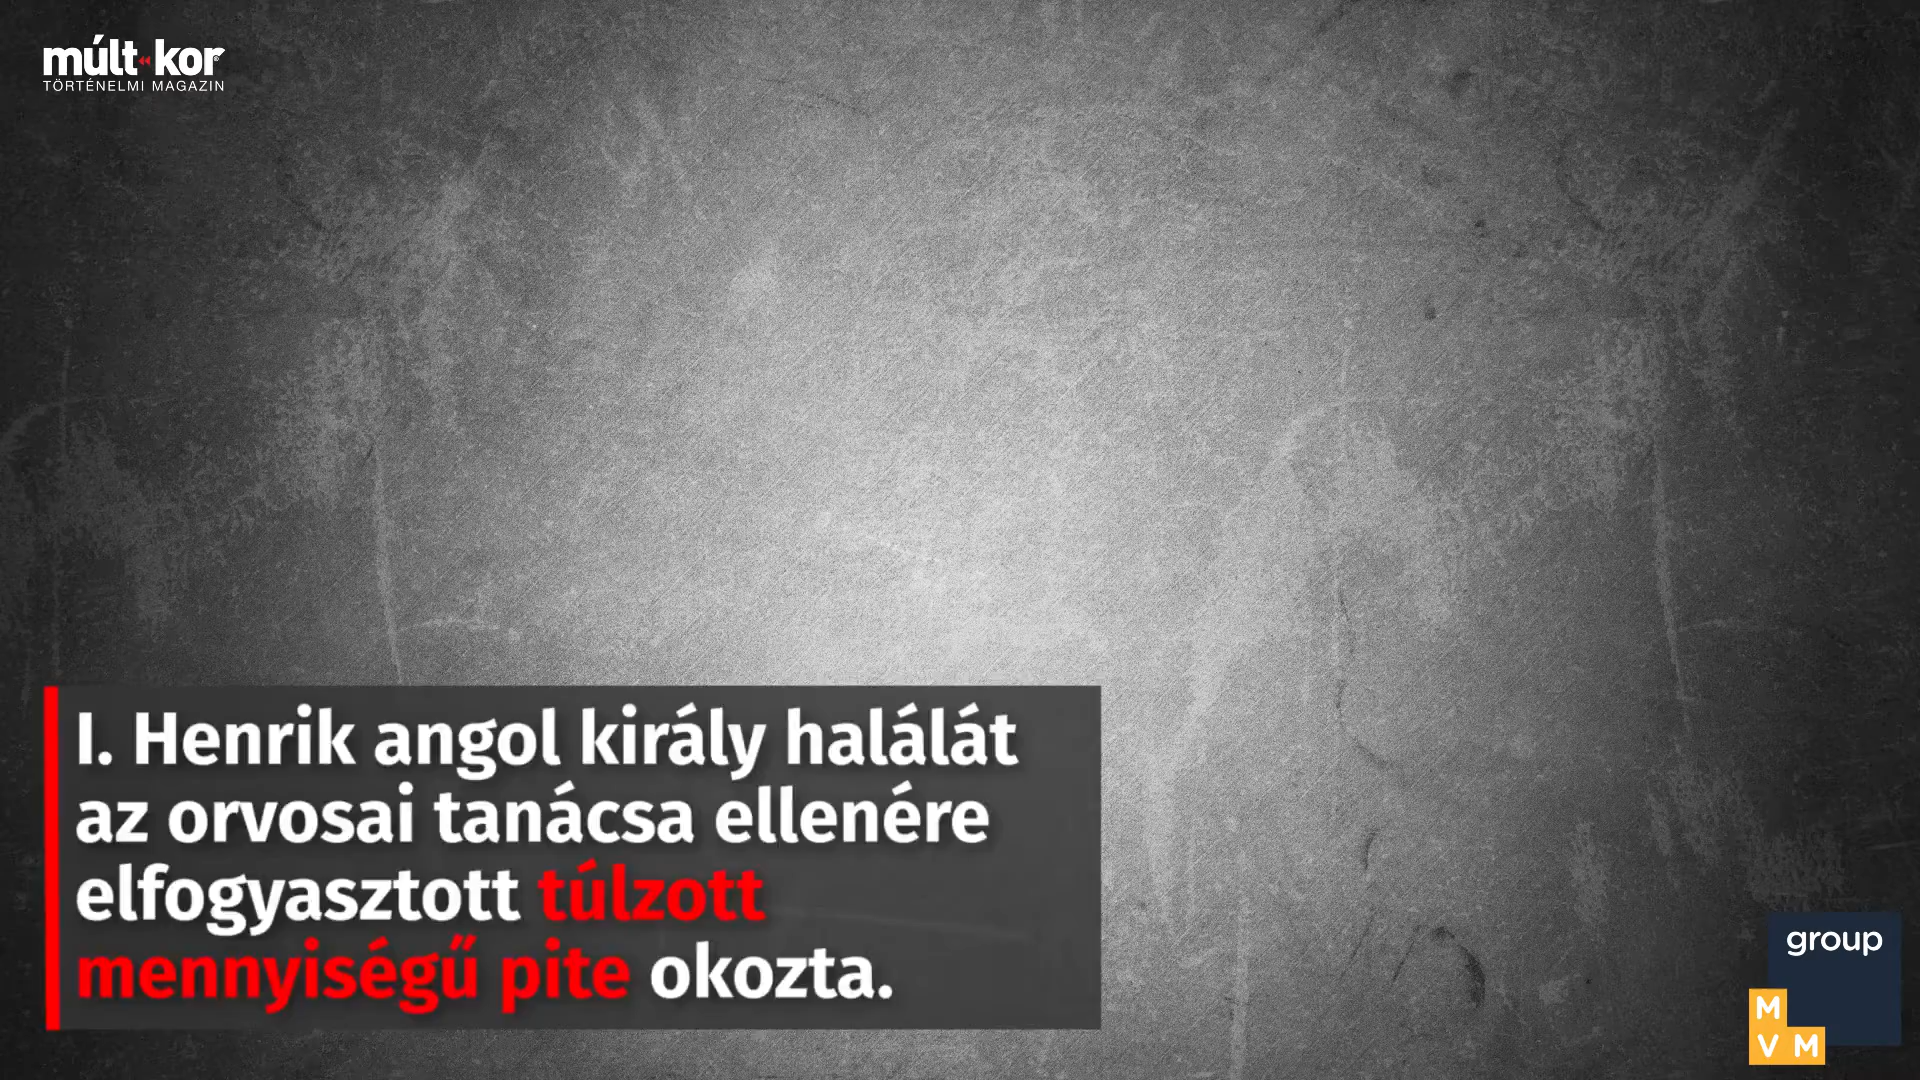 múlt-kor
TÖRTÉNELMI MAGAZIN
I. Henrik angol király halálát
az orvosai tanácsa ellenére
elfogyasztott túlzott
mennyiségű pite okozta.
group
M
V M